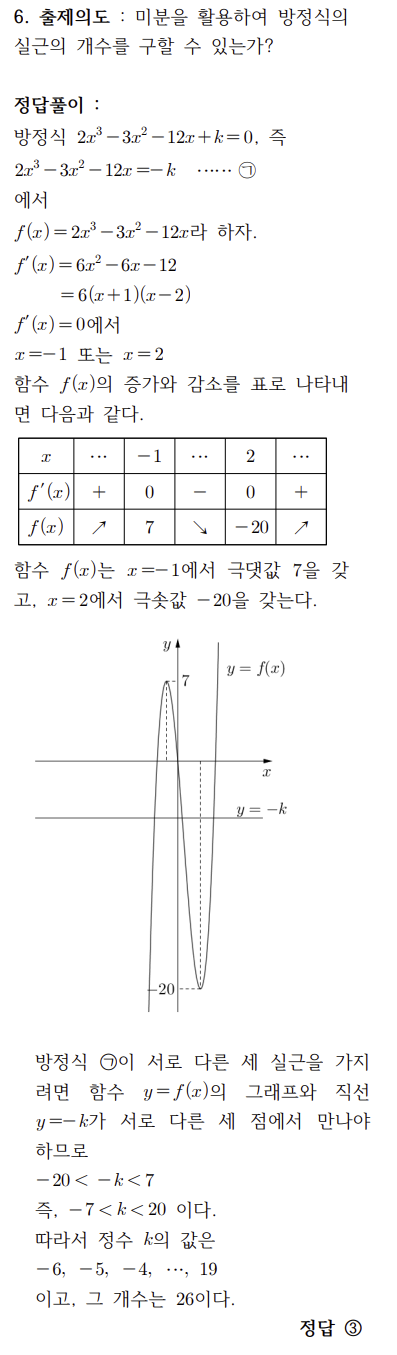 6. 출제의도 : 미분을 활용하여 방정식의
실근의 개수를 구할 수 있는가?
정답풀이 :
방정식 2x³−3x²−12x+k=0, 즉
2x³−3x²−12x=−k ⋯⋯ ㉠
에서
f(x)=2x³−3x²−12x라 하자.
f′(x)=6x²−6x−12
=6(x+1)(x−2)
f′(x)=0에서
x=−1 또는 x=2
함수 f(x)의 증가와 감소를 표로 나타내
면 다음과 같다.
x ⋯ −1 ⋯ 2 ⋯
f′(x) + 0 − 0 +
f(x) ↗ 7 ↘ −20 ↗
함수 f(x)는 x=−1에서 극댓값 7을 갖
고, x=2에서 극솟값 −20을 갖는다.
y
y=f(x)
7
x
y=−k
−20
방정식 ㉠이 서로 다른 세 실근을 가지
려면 함수 y=f(x)의 그래프와 직선
y=−k가 서로 다른 세 점에서 만나야
하므로
−20<−k<7
즉, −7<k<20 이다.
따라서 정수 k의 값은
−6, −5, −4, ⋯, 19
이고, 그 개수는 26이다.
정답 ③